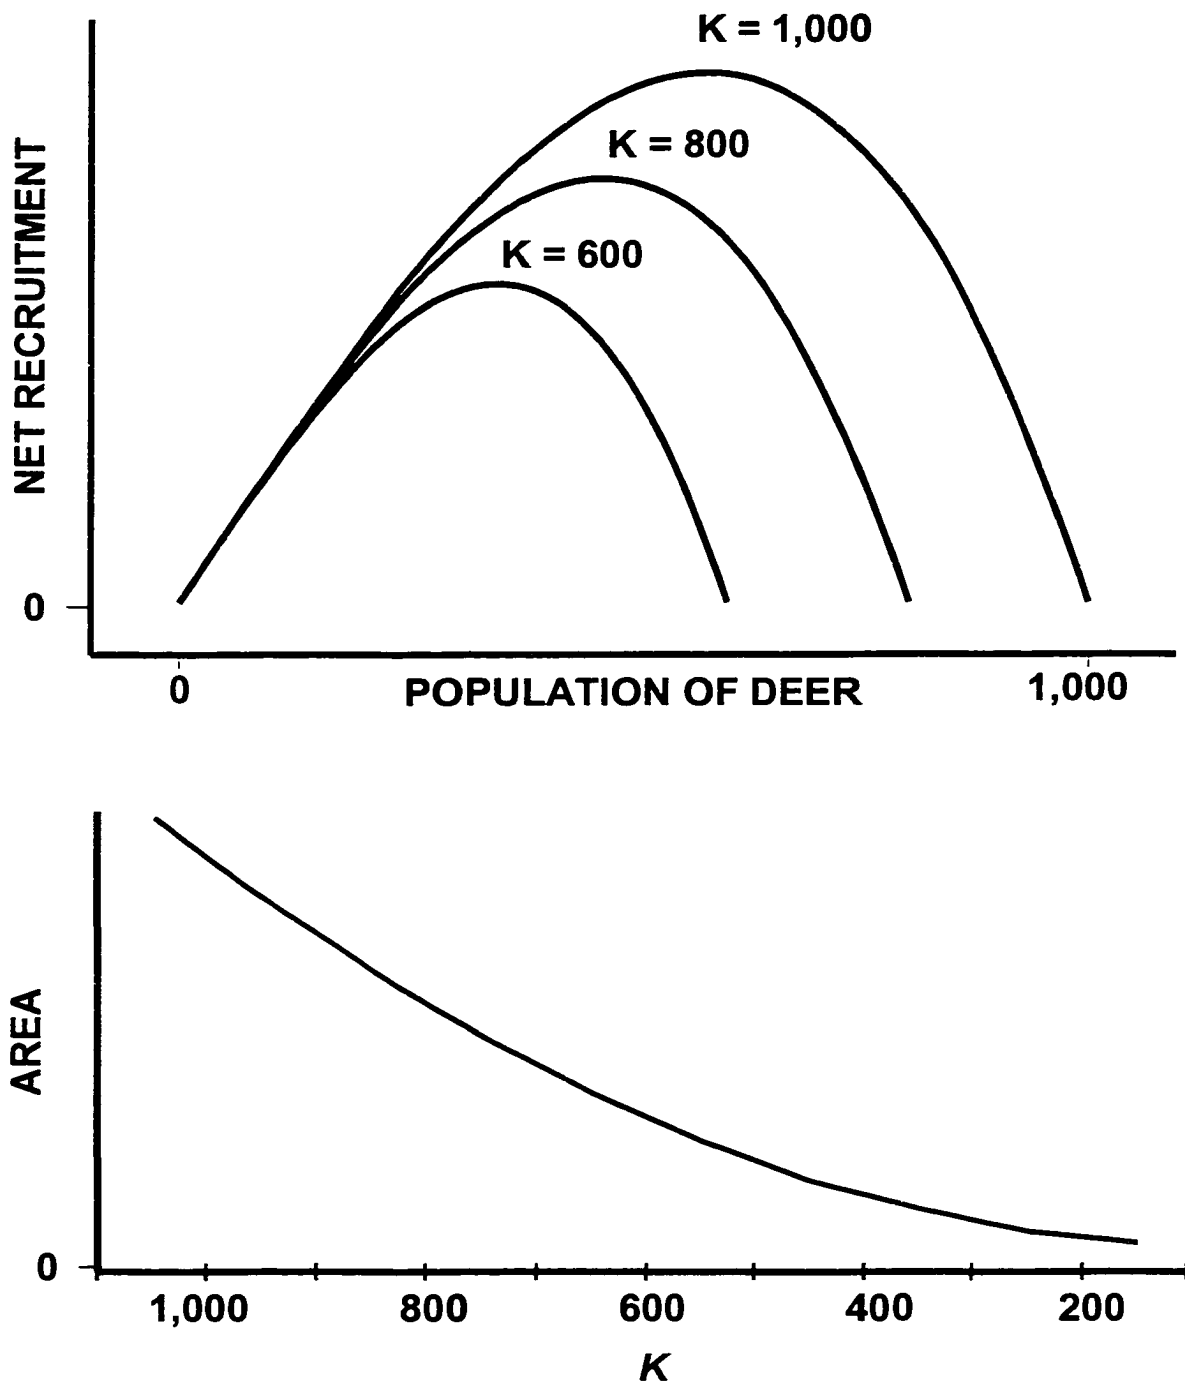 K = 1,000
K = 800
K = 600
NET RECRUITMENT
0
0
POPULATION OF DEER
1,000
AREA
0
1,000
800
600
400
200
K